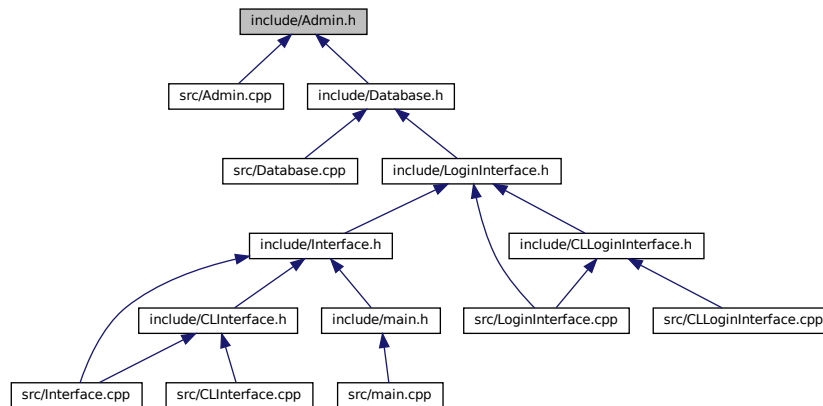 include/Admin.h
src/Admin.cpp
include/Database.h
src/Database.cpp
include/LoginInterface.h
include/Interface.h
include/CLLoginInterface.h
include/CLInterface.h
include/main.h
src/LoginInterface.cpp
src/CLLoginInterface.cpp
src/Interface.cpp
src/CLInterface.cpp
src/main.cpp